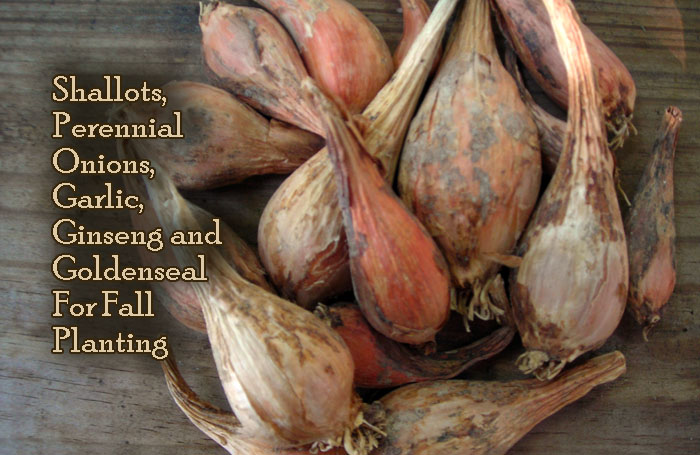 Shallots,
Perennial
Onions,
Garlic,
Ginseng and
Goldenseal
For Fall
Planting